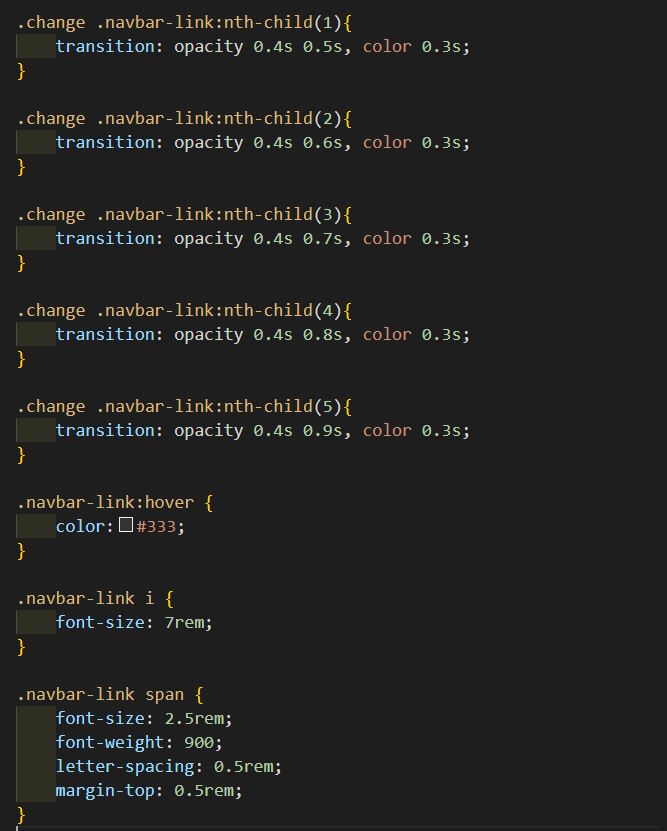 .change .navbar-link:nth-child(1){
    transition: opacity 0.4s 0.5s, color 0.3s;
}

.change .navbar-link:nth-child(2){
    transition: opacity 0.4s 0.6s, color 0.3s;
}

.change .navbar-link:nth-child(3){
    transition: opacity 0.4s 0.7s, color 0.3s;
}

.change .navbar-link:nth-child(4){
    transition: opacity 0.4s 0.8s, color 0.3s;
}

.change .navbar-link:nth-child(5){
    transition: opacity 0.4s 0.9s, color 0.3s;
}

.navbar-link:hover {
    color: #333;
}

.navbar-link i {
    font-size: 7rem;
}

.navbar-link span {
    font-size: 2.5rem;
    font-weight: 900;
    letter-spacing: 0.5rem;
    margin-top: 0.5rem;
}